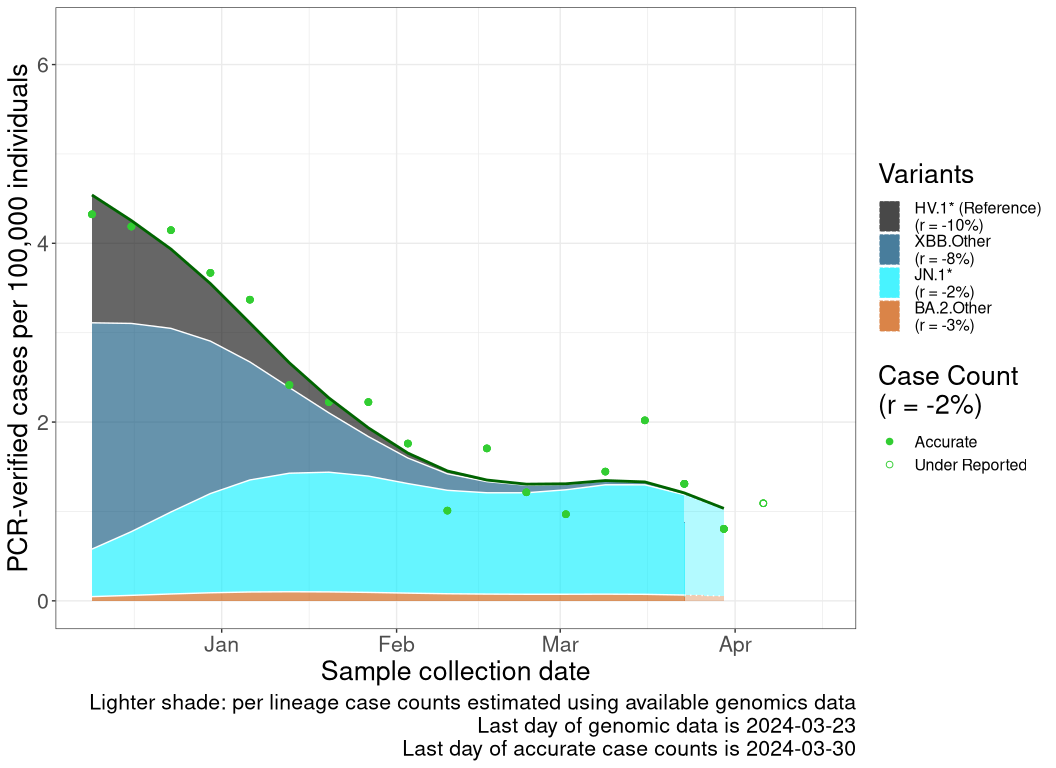 PCR-verified cases per 100,000 individuals
6
4
2
0
Jan
Feb
Mar
Apr
Sample collection date
Lighter shade: per lineage case counts estimated using available genomics data
Last day of genomic data is 2024-03-23
Last day of accurate case counts is 2024-03-30
Variants
HV.1* (Reference)
(r = -10%)
XBB.Other
(r = -8%)
JN.1*
(r = -2%)
BA.2.Other
(r = -3%)
Case Count
(r = -2%)
Accurate
Under Reported